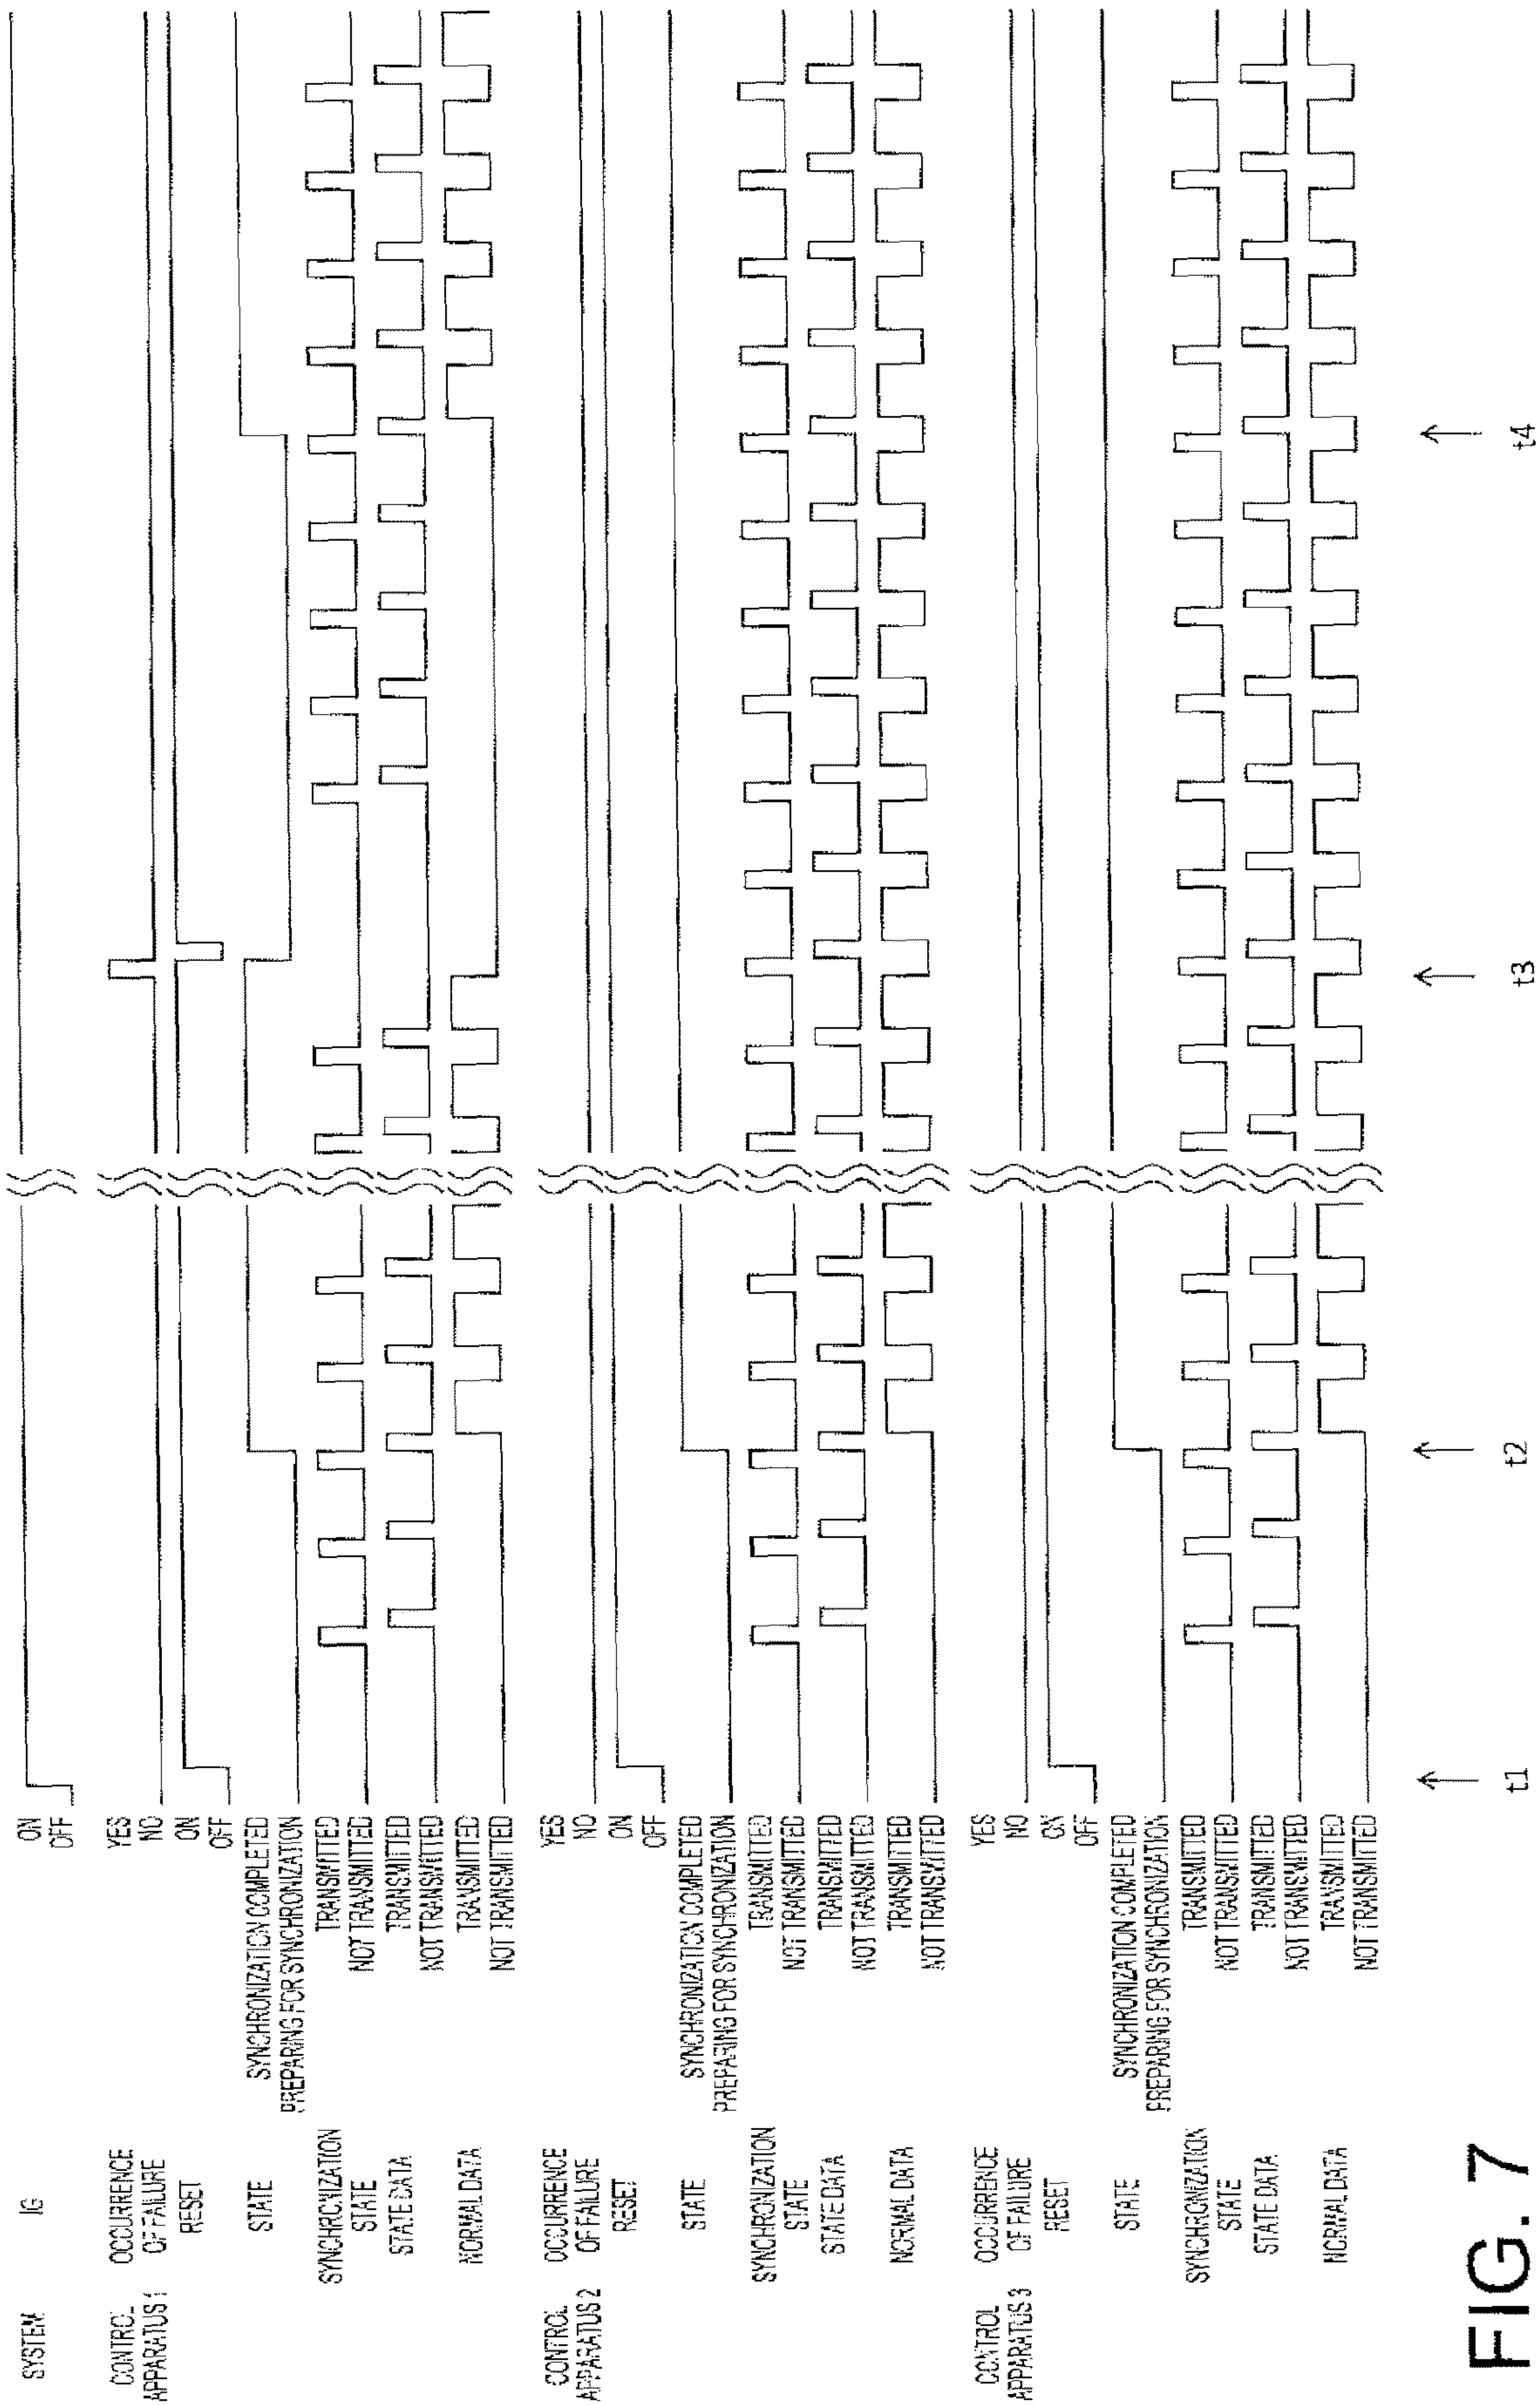 SYSTEM
IG
ON
OFF
CONTROL
APPARATUS 1
OCCURRENCE
OF FAILURE
YES
NO
RESET
ON
OFF
STATE
SYNCHRONIZATION COMPLETED
PREPARING FOR SYNCHRONIZATION
SYNCHRONIZATION
STATE
TRANSMITTED
NOT TRANSMITTED
STATE DATA
TRANSMITTED
NOT TRANSMITTED
NORMAL DATA
TRANSMITTED
NOT TRANSMITTED
CONTROL
APPARATUS 2
OCCURRENCE
OF FAILURE
YES
NO
RESET
ON
OFF
STATE
SYNCHRONIZATION COMPLETED
PREPARING FOR SYNCHRONIZATION
SYNCHRONIZATION
STATE
TRANSMITTED
NOT TRANSMITTED
STATE DATA
TRANSMITTED
NOT TRANSMITTED
NORMAL DATA
TRANSMITTED
NOT TRANSMITTED
CONTROL
APPARATUS 3
OCCURRENCE
OF FAILURE
YES
NO
RESET
ON
OFF
STATE
SYNCHRONIZATION COMPLETED
PREPARING FOR SYNCHRONIZATION
SYNCHRONIZATION
STATE
TRANSMITTED
NOT TRANSMITTED
STATE DATA
TRANSMITTED
NOT TRANSMITTED
NORMAL DATA
TRANSMITTED
NOT TRANSMITTED
t1
t2
t3
t4
FIG. 7